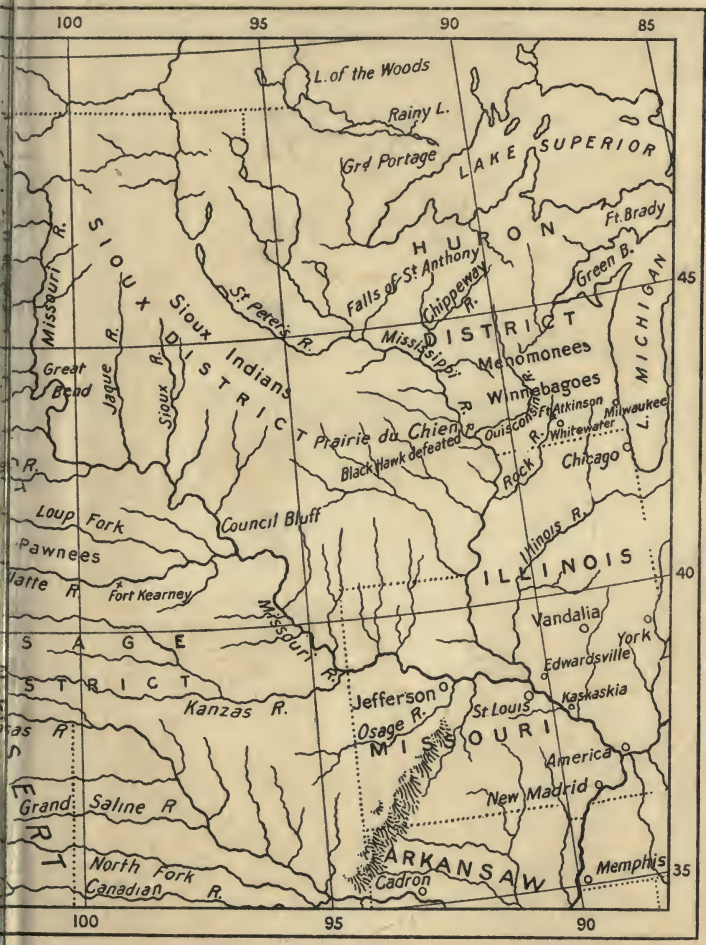 100 95 90 85
L. of the Woods
Rainy L.
Grd Portage
LAKE SUPERIOR
Ft. Brady
HURON
Falls of St Anthony
Green B.
Chippeway R.
45
Missouri R.
SIOUX DISTRICT
Sioux Indians
St Peter's R.
Mississippi R.
DISTRICT
MICHIGAN
L.
Menomonees
Great Bend
Jaque R.
Sioux R.
Winnebagoes
Ouisconsin R.
Ft Atkinson
Milwaukee
Prairie du Chien
Whitewater
Black Hawk defeated
Rock R.
Chicago
R.
Loup Fork
Council Bluff
Illinois R.
Pawnees
ILLINOIS
40
latte R.
Fort Kearney
Missouri R.
Vandalia
York
SAGE
Edwardsville
STRICT
Kanzas R.
Jefferson
St Louis
Kaskaskia
Osage R.
sas R
MISSOURI
America
S
ERT
New Madrid
Grand Saline R
ARKANSAW
North Fork
Canadian R.
Cadron
Memphis
35
100 95 90